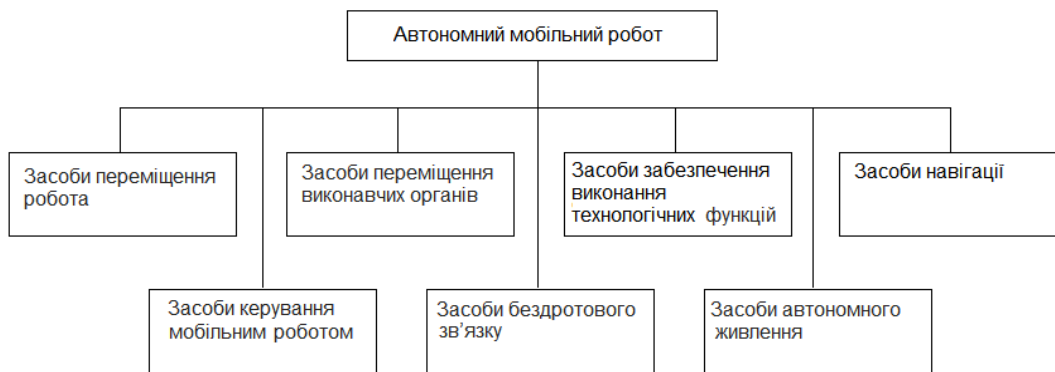 Автономний мобільний робот
Засоби переміщення
робота
Засоби переміщення
виконавчих органів
Засоби забезпечення
виконання
технологічних функцій
Засоби навігації
Засоби керування
мобільним роботом
Засоби бездротового
зв’язку
Засоби автономного
живлення